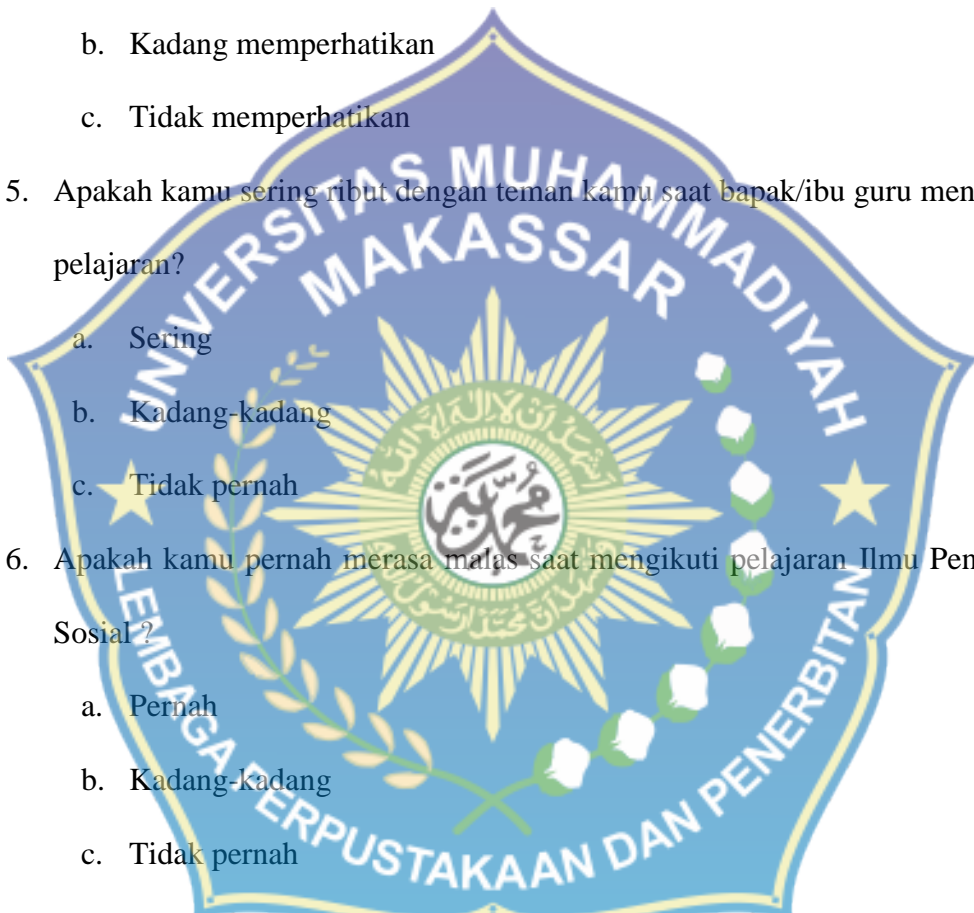 b. Kadang memperhatikan
c. Tidak memperhatikan
5. Apakah kamu sering ribut dengan teman kamu saat bapak/ibu guru men
pelajaran?
a. Sering
b. Kadang-kadang
c. Tidak pernah
6. Apakah kamu pernah merasa malas saat mengikuti pelajaran Ilmu Pen
Sosial ?
a. Pernah
b. Kadang-kadang
c. Tidak pernah
UNIVERSITAS MUHAMMADIYAH
MAKASSAR
LEMBAGA PERPUSTAKAAN DAN PENERBITAN